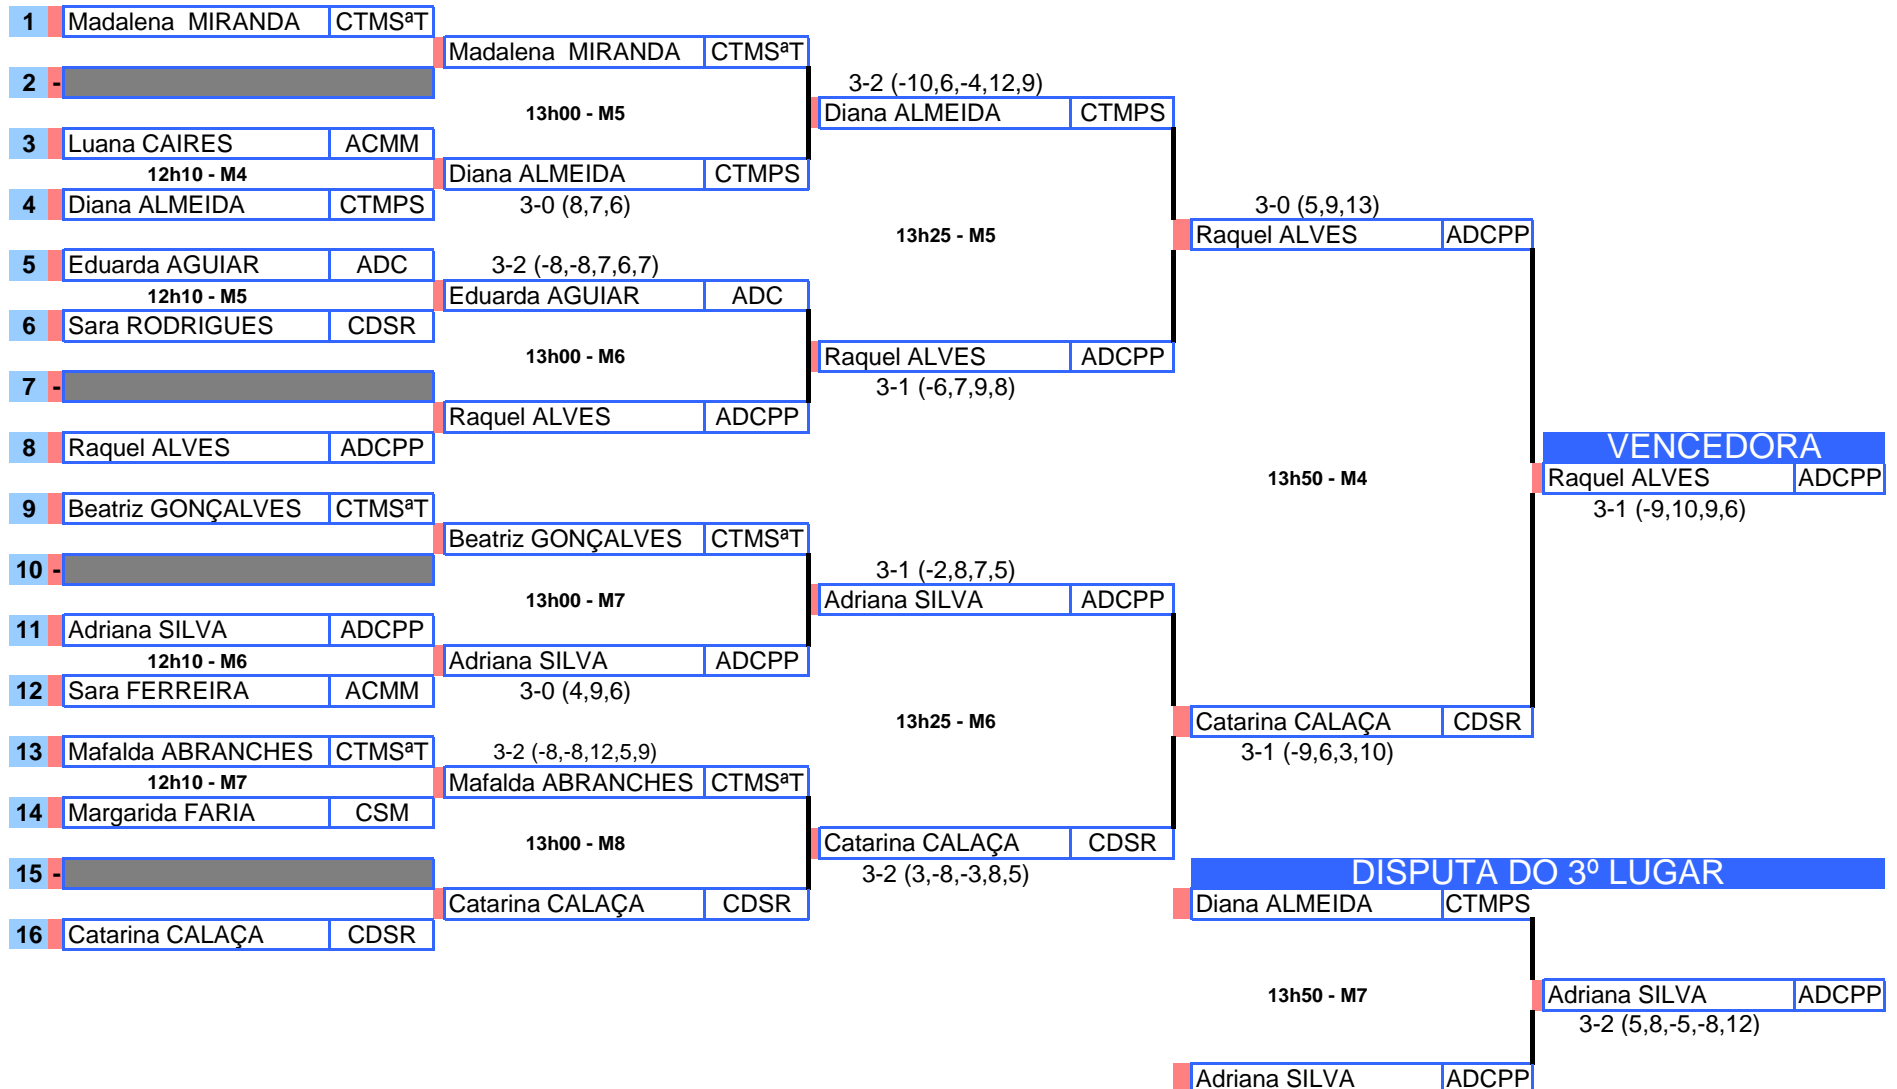 1 Madalena MIRANDA CTMSªT
Madalena MIRANDA CTMSªT
2 - 3-2 (-10,6,-4,12,9)
13h00 - M5 Diana ALMEIDA CTMPS
3 Luana CAIRES ACMM
12h10 - M4 Diana ALMEIDA CTMPS
4 Diana ALMEIDA CTMPS 3-0 (8,7,6) 3-0 (5,9,13)
13h25 - M5 Raquel ALVES ADCPP
5 Eduarda AGUIAR ADC 3-2 (-8,-8,7,6,7)
12h10 - M5 Eduarda AGUIAR ADC
6 Sara RODRIGUES CDSR
13h00 - M6 Raquel ALVES ADCPP
7 - 3-1 (-6,7,9,8)
Raquel ALVES ADCPP
8 Raquel ALVES ADCPP VENCEDORA
13h50 - M4 Raquel ALVES ADCPP
9 Beatriz GONÇALVES CTMSªT 3-1 (-9,10,9,6)
Beatriz GONÇALVES CTMSªT
10 - 3-1 (-2,8,7,5)
13h00 - M7 Adriana SILVA ADCPP
11 Adriana SILVA ADCPP
12h10 - M6 Adriana SILVA ADCPP
12 Sara FERREIRA ACMM 3-0 (4,9,6)
13h25 - M6 Catarina CALAÇA CDSR
13 Mafalda ABRANCHES CTMSªT 3-2 (-8,-8,12,5,9) 3-1 (-9,6,3,10)
12h10 - M7 Mafalda ABRANCHES CTMSªT
14 Margarida FARIA CSM
13h00 - M8 Catarina CALAÇA CDSR
15 - 3-2 (3,-8,-3,8,5) DISPUTA DO 3º LUGAR
Catarina CALAÇA CDSR Diana ALMEIDA CTMPS
16 Catarina CALAÇA CDSR
13h50 - M7 Adriana SILVA ADCPP
3-2 (5,8,-5,-8,12)
Adriana SILVA ADCPP